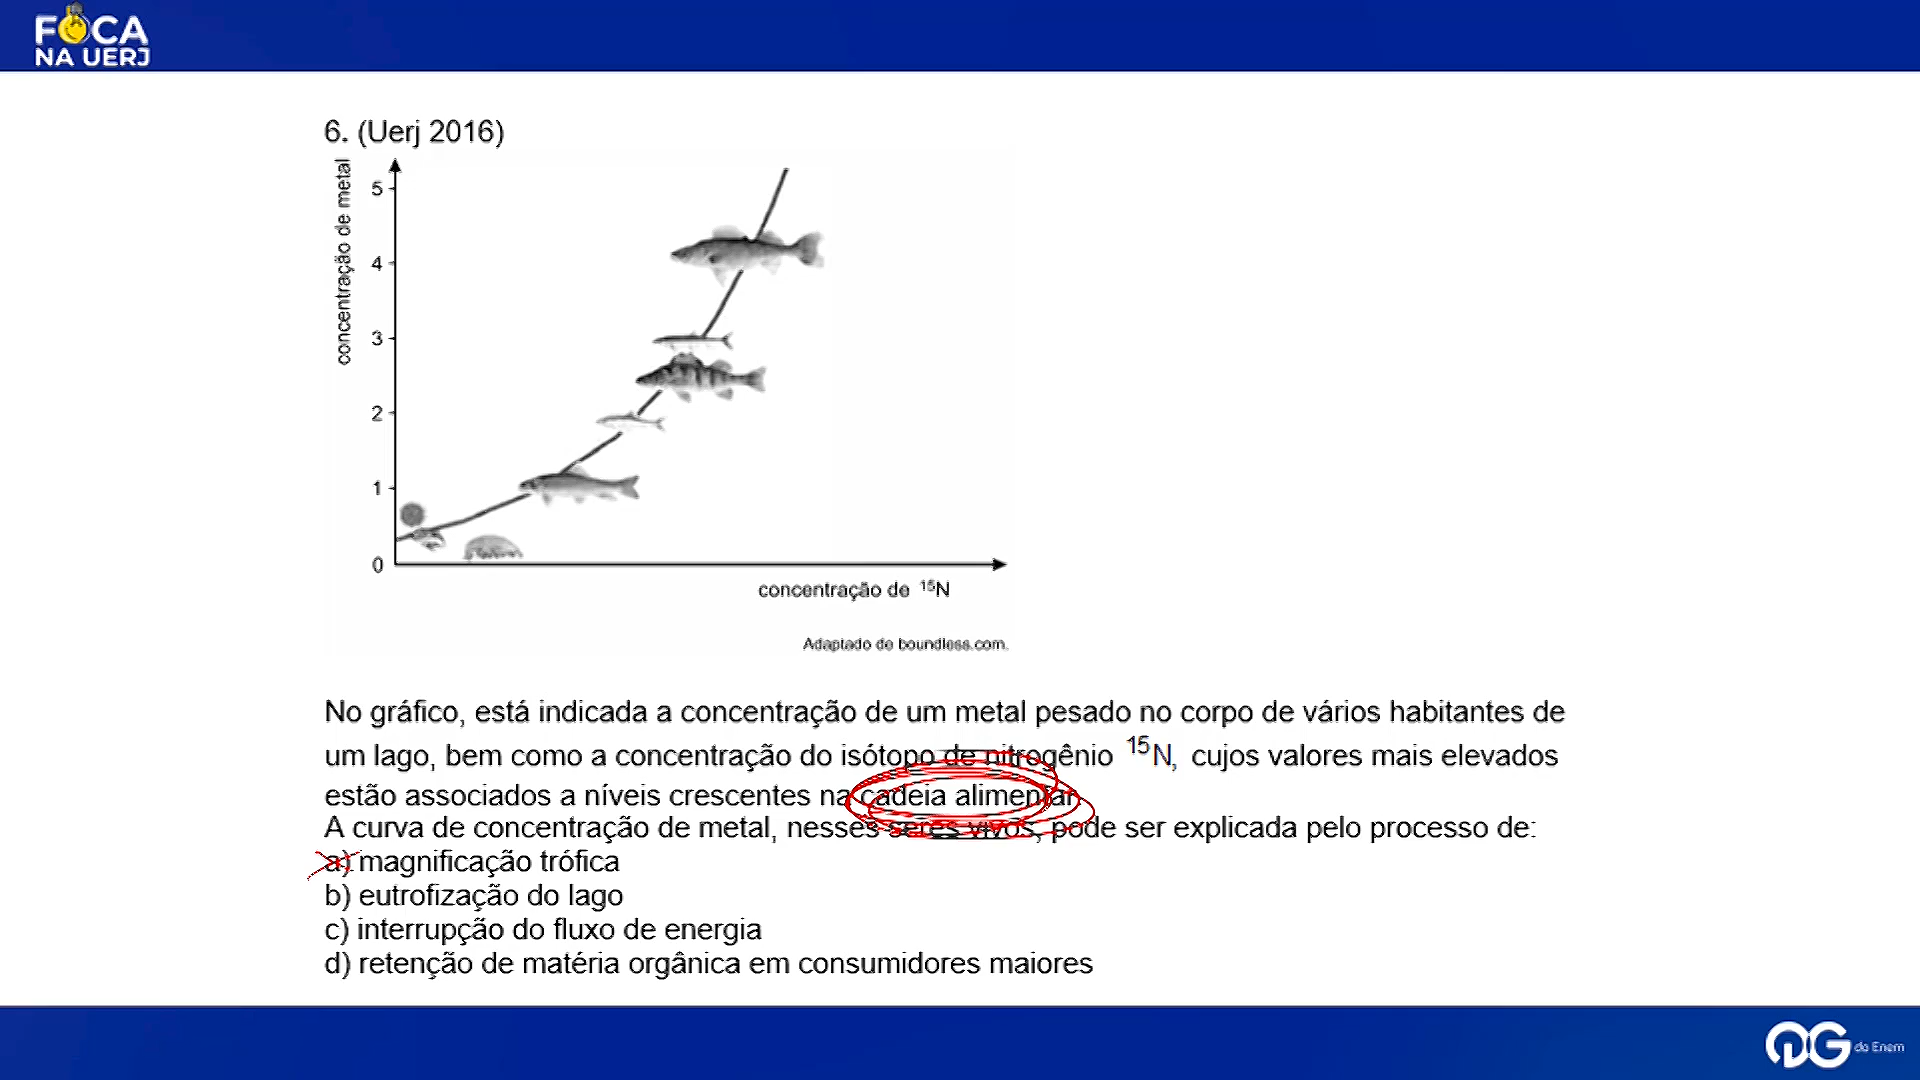 FOCA
NA UERJ
6. (Uerj 2016)
concentração de metal
5
4
3
2
1
0
concentração de ¹⁵N
Adaptado de boundless.com.
No gráfico, está indicada a concentração de um metal pesado no corpo de vários habitantes de
um lago, bem como a concentração do isótopo de nitrogênio ¹⁵N, cujos valores mais elevados
estão associados a níveis crescentes na cadeia alimentar.
A curva de concentração de metal, nesses seres vivos, pode ser explicada pelo processo de:
a) magnificação trófica
b) eutrofização do lago
c) interrupção do fluxo de energia
d) retenção de matéria orgânica em consumidores maiores
QG do Enem